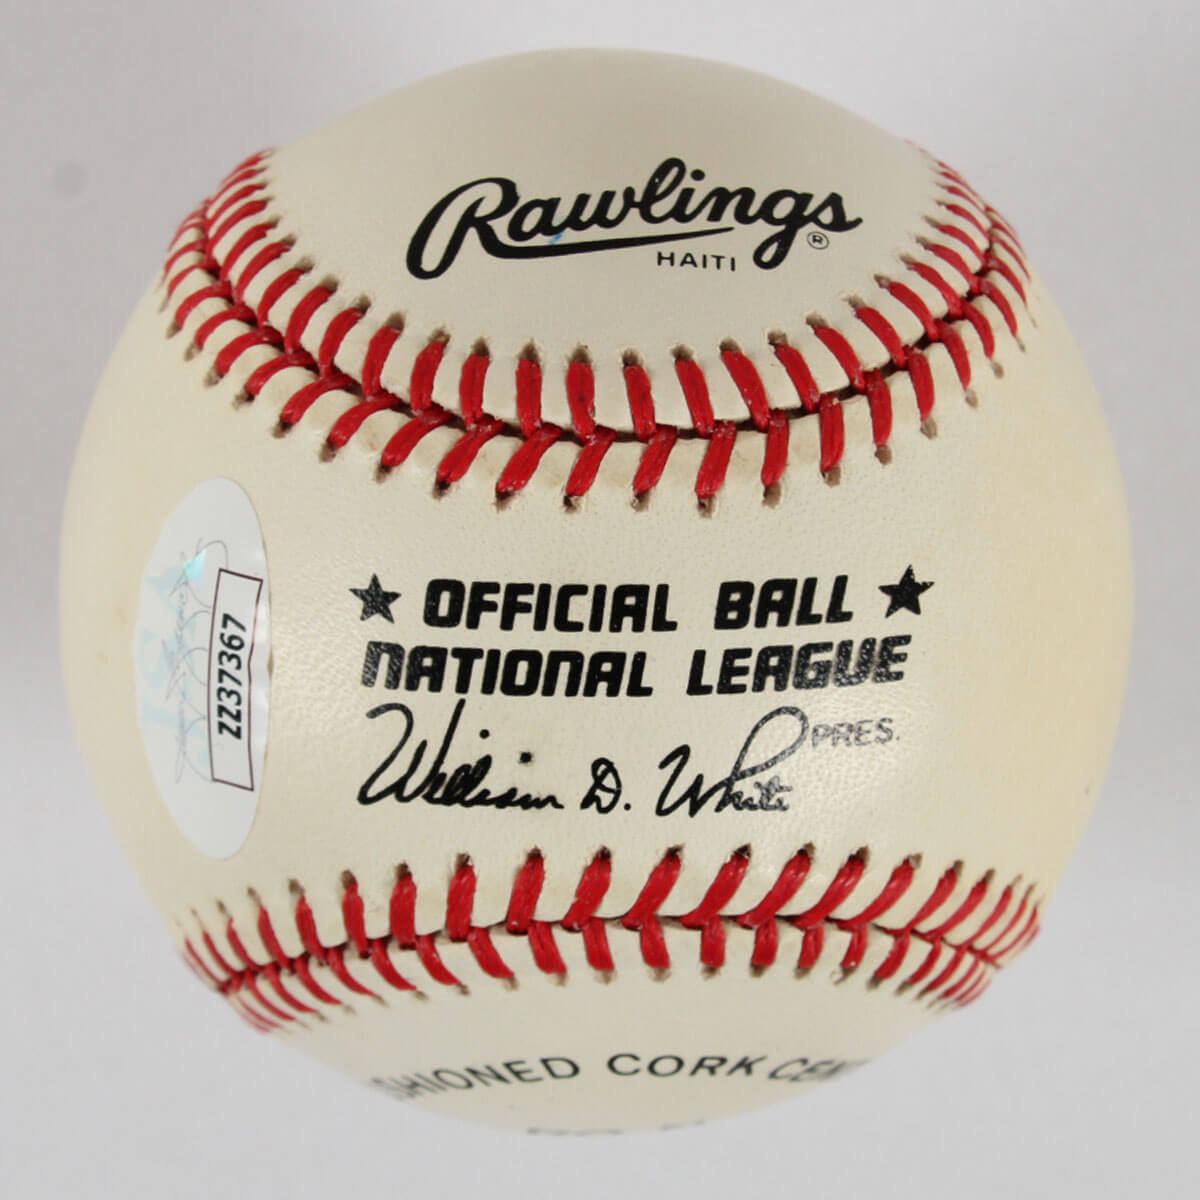 Rawlings®
HAITI
★ OFFICIAL BALL ★
NATIONAL LEAGUE
William D. White PRES.
ZZ37367
SHIONED CORK CEN